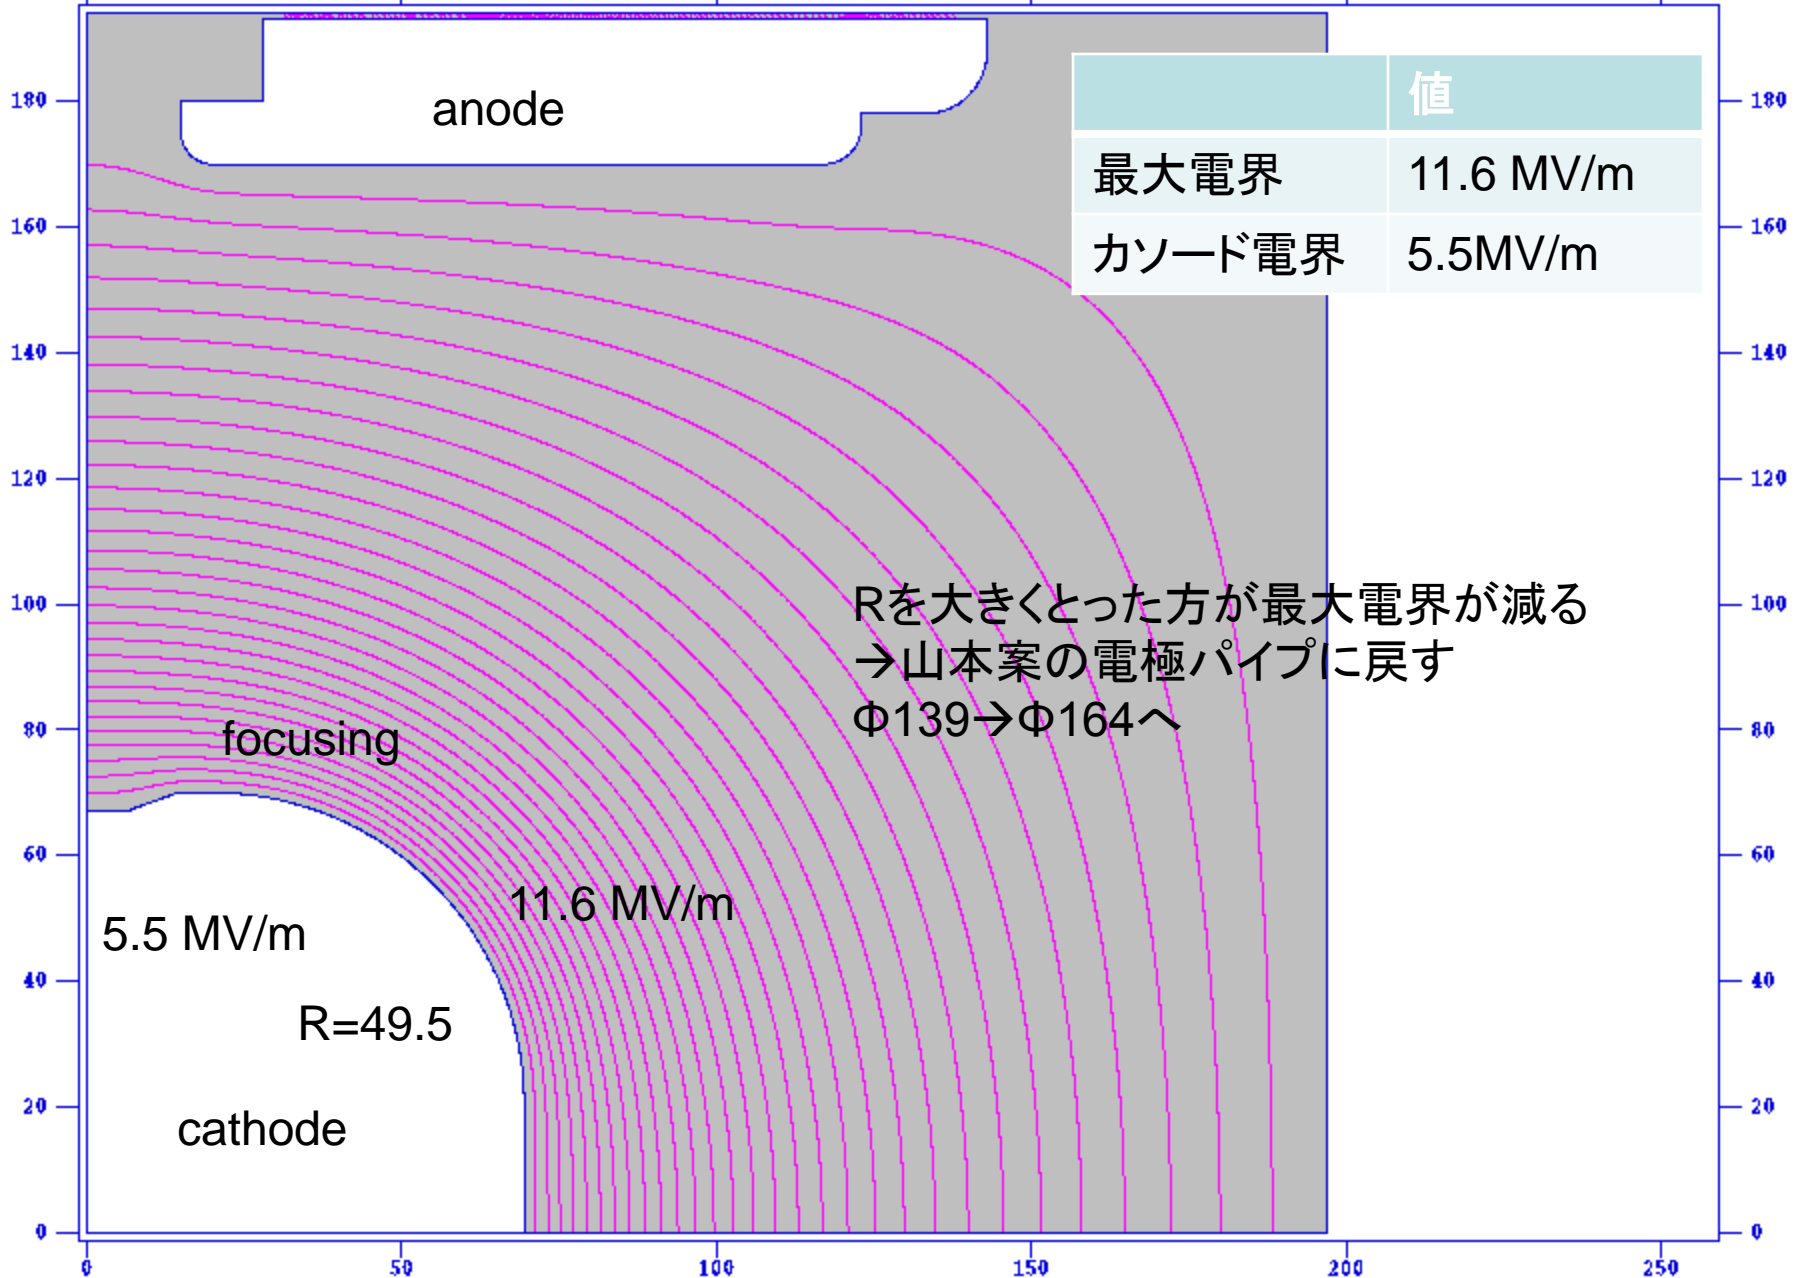 180
160
140
120
100
80
60
40
20
0
0
50
100
150
200
250
180
160
140
120
100
80
60
40
20
0
anode
値
最大電界 11.6 MV/m
カソード電界 5.5MV/m
Rを大きくとった方が最大電界が減る
→山本案の電極パイプに戻す
Φ139→Φ164へ
focusing
11.6 MV/m
5.5 MV/m
R=49.5
cathode